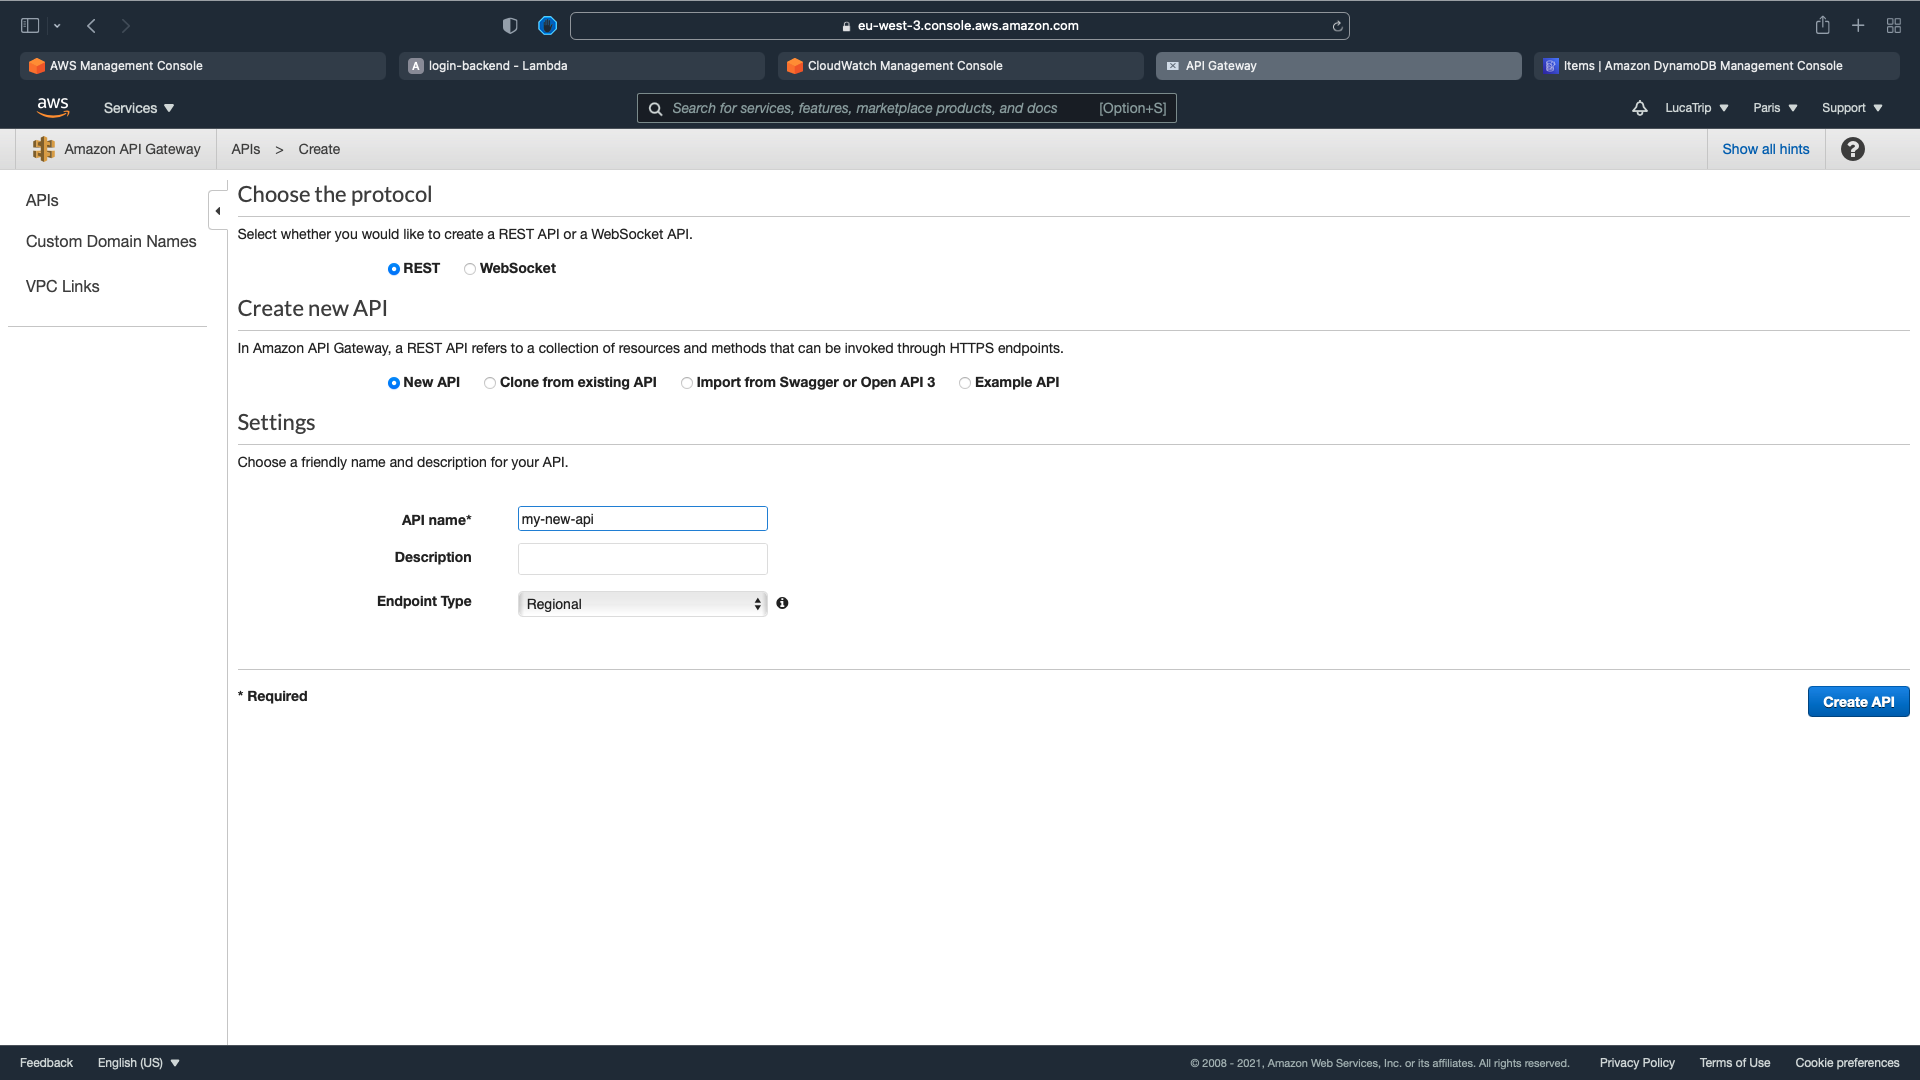 eu-west-3.console.aws.amazon.com
AWS Management Console
A login-backend - Lambda
CloudWatch Management Console
API Gateway
Items | Amazon DynamoDB Management Console
aws
Services
Search for services, features, marketplace products, and docs [Option+S]
LucaTrip
Paris
Support
Amazon API Gateway
APIs > Create
Show all hints
?
APIs
Custom Domain Names
VPC Links
Choose the protocol
Select whether you would like to create a REST API or a WebSocket API.
REST WebSocket
Create new API
In Amazon API Gateway, a REST API refers to a collection of resources and methods that can be invoked through HTTPS endpoints.
New API Clone from existing API Import from Swagger or Open API 3 Example API
Settings
Choose a friendly name and description for your API.
API name* my-new-api
Description
Endpoint Type Regional
* Required
Create API
Feedback
English (US)
© 2008 - 2021, Amazon Web Services, Inc. or its affiliates. All rights reserved.
Privacy Policy
Terms of Use
Cookie preferences